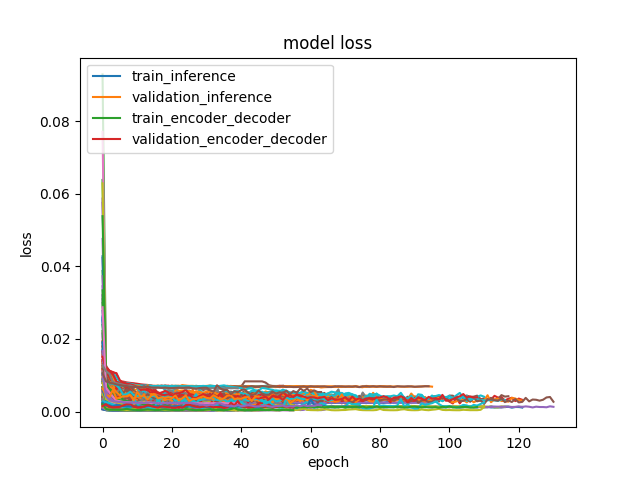 model loss
train_inference
validation_inference
train_encoder_decoder
validation_encoder_decoder
0.08
0.06
0.04
0.02
0.00
loss
0 20 40 60 80 100 120
epoch